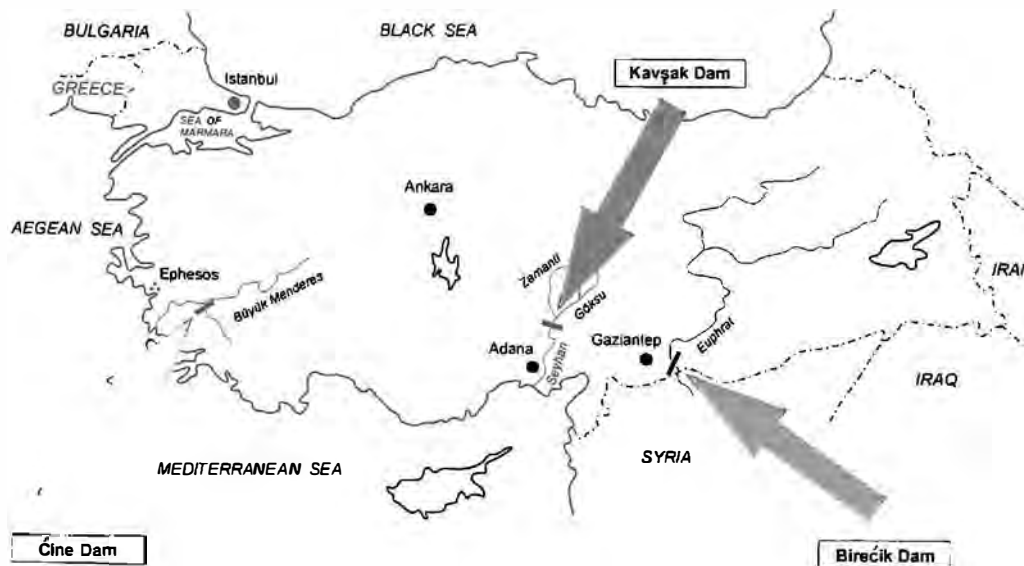 BULGARIA
BLACK SEA
Kavşak Dam
GREECE
Istanbul
SEA OF
MARMARA
Ankara
AEGEAN SEA
Ephesos
Büyük Menderes
Zamanti
Göksu
IRAN
Adana
Seyhan
Gaziantep
Euphrat
IRAQ
MEDITERRANEAN SEA
SYRIA
Ćine Dam
Birećik Dam